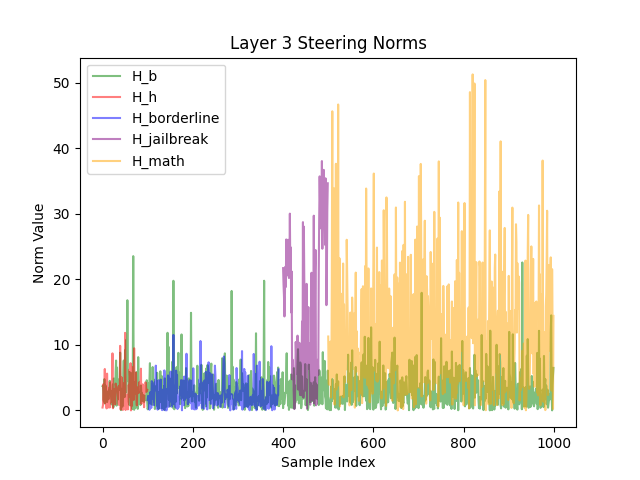 Layer 3 Steering Norms
H_b
H_h
H_borderline
H_jailbreak
H_math
50
40
30
20
10
0
Norm Value
0 200 400 600 800 1000
Sample Index